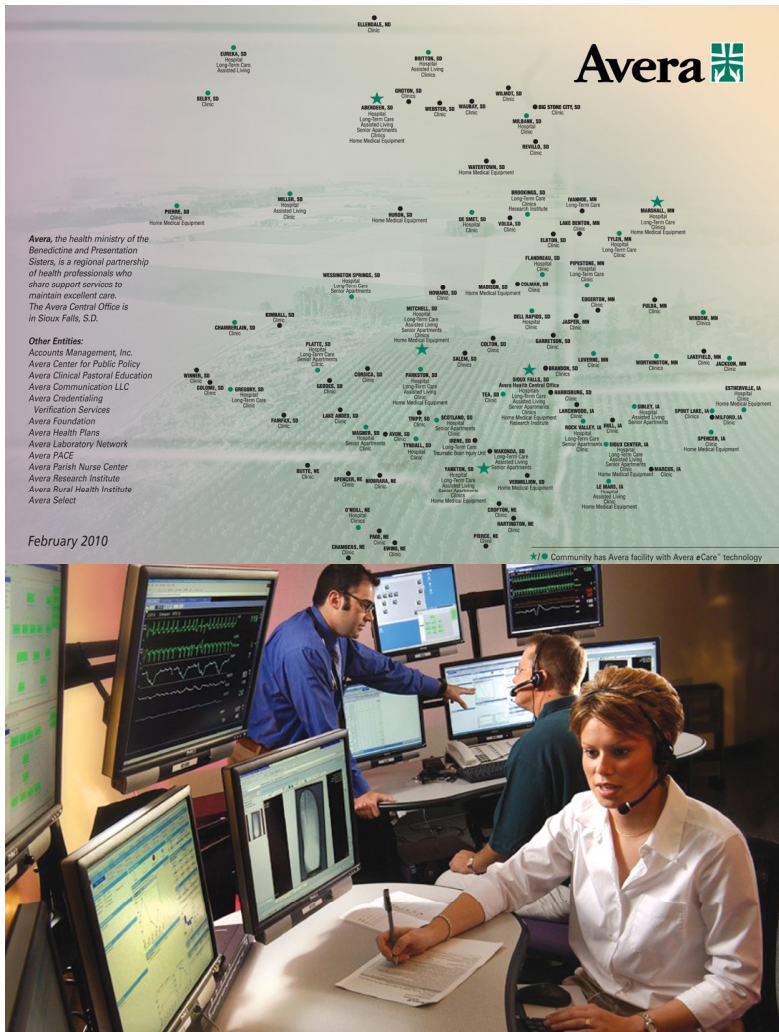 ELLENDALE, ND
Clinic
EUREKA, SD
Hospital
Long-Term Care
Assisted Living
BRITTON, SD
Hospital
Assisted Living
Clinics
Avera
SELBY, SD
Clinic
ABERDEEN, SD
Hospital
Long-Term Care
Assisted Living
Senior Apartments
Clinics
Home Medical Equipment
GROTON, SD
Clinics
WEBSTER, SD
Clinic
WAUBAY, SD
Clinic
WILMOT, SD
Clinic
BIG STONE CITY, SD
Clinic
MILBANK, SD
Hospital
Clinic
REVILLO, SD
Clinic
WATERTOWN, SD
Home Medical Equipment
PIERRE, SD
Clinic
Home Medical Equipment
MILLER, SD
Hospital
Assisted Living
Clinic
HURON, SD
Home Medical Equipment
DE SMET, SD
Hospital
Clinic
BROOKINGS, SD
Long-Term Care
Clinics
Research Institute
VOLGA, SD
Clinic
IVANHOE, MN
Long-Term Care
LAKE BENTON, MN
Clinic
MARSHALL, MN
Hospital
Long-Term Care
Clinic
Home Medical Equipment
ELKTON, SD
Clinic
TYLER, MN
Hospital
Long-Term Care
Clinic
Avera, the health ministry of the
Benedictine and Presentation
Sisters, is a regional partnership
of health professionals who
share support services to
maintain excellent care.
The Avera Central Office is
in Sioux Falls, S.D.
Other Entities:
Accounts Management, Inc.
Avera Center for Public Policy
Avera Clinical Pastoral Education
Avera Communication LLC
Avera Credentialing
Verification Services
Avera Foundation
Avera Health Plans
Avera Laboratory Network
Avera PACE
Avera Parish Nurse Center
Avera Research Institute
Avera Rural Health Institute
Avera Select
February 2010
FLANDREAU, SD
Hospital
Clinic
PIPESTONE, MN
Hospital
Long-Term Care
Clinic
WESSINGTON SPRINGS, SD
Hospital
Long-Term Care
Senior Apartments
HOWARD, SD
Clinic
MADISON, SD
Home Medical Equipment
COLMAN, SD
Clinic
EDGERTON, MN
Clinic
FULDA, MN
Clinic
WINDOM, MN
Clinics
CHAMBERLAIN, SD
Clinic
KIMBALL, SD
Clinic
MITCHELL, SD
Hospital
Long-Term Care
Assisted Living
Senior Apartments
Clinics
Home Medical Equipment
DELL RAPIDS, SD
Hospital
Clinic
JASPER, MN
Clinic
GARRETSON, SD
Clinic
COLTON, SD
Clinic
PLATTE, SD
Hospital
Long-Term Care
Senior Apartments
Clinic
SALEM, SD
Clinic
LUVERNE, MN
Clinic
WORTHINGTON, MN
Clinics
LAKEFIELD, MN
Clinic
JACKSON, MN
Clinic
WINNER, SD
Clinic
COLOME, SD
Clinic
GREGORY, SD
Hospital
Long-Term Care
Clinic
GEDDES, SD
Clinic
CORSICA, SD
Clinic
PARKSTON, SD
Hospital
Long-Term Care
Assisted Living
Clinic
Home Medical Equipment
SIOUX FALLS, SD
Avera Health Central Office
Hospitals
Long-Term Care
Assisted Living
Senior Apartments
Clinics
Home Medical Equipment
Research Institute
BRANDON, SD
Clinic
TEA, SD
Clinic
HARRISBURG, SD
Clinic
LARCHWOOD, IA
Clinic
ESTHERVILLE, IA
Hospital
Home Medical Equipment
SIBLEY, IA
Hospital
Assisted Living
Clinic
SPIRIT LAKE, IA
Clinics
MILFORD, IA
Clinic
SPENCER, IA
Clinic
Home Medical Equipment
FAIRFAX, SD
Clinic
LAKE ANDES, SD
Clinic
WAGNER, SD
Hospital
Senior Apartments
Clinic
AVON, SD
Clinic
TRIPP, SD
Clinic
SCOTLAND, SD
Hospital
Senior Apartments
Clinic
TYNDALL, SD
Hospital
Clinic
IRENE, SD
Long-Term Care
Traumatic Brain Injury Unit
WAKONDA, SD
Long-Term Care
Assisted Living
Senior Apartments
ROCK VALLEY, IA
Hospital
Long-Term Care
Senior Apartments
Clinic
HULL, IA
Clinic
SIOUX CENTER, IA
Hospital
Long-Term Care
Assisted Living
Senior Apartments
Clinic
Home Medical Equipment
MARCUS, IA
Clinic
BUTTE, NE
Clinic
SPENCER, NE
Clinic
NIOBRARA, NE
Clinic
YANKTON, SD
Hospital
Long-Term Care
Assisted Living
Senior Apartments
Clinics
Home Medical Equipment
VERMILLION, SD
Home Medical Equipment
LE MARS, IA
Hospital
Assisted Living
Clinic
Home Medical Equipment
O'NEILL, NE
Hospital
Clinics
CROFTON, NE
Clinic
HARTINGTON, NE
Clinic
PIERCE, NE
Clinic
PAGE, NE
Clinic
EWING, NE
Clinic
CHAMBERS, NE
Clinic
★/● Community has Avera facility with Avera eCare™ technology